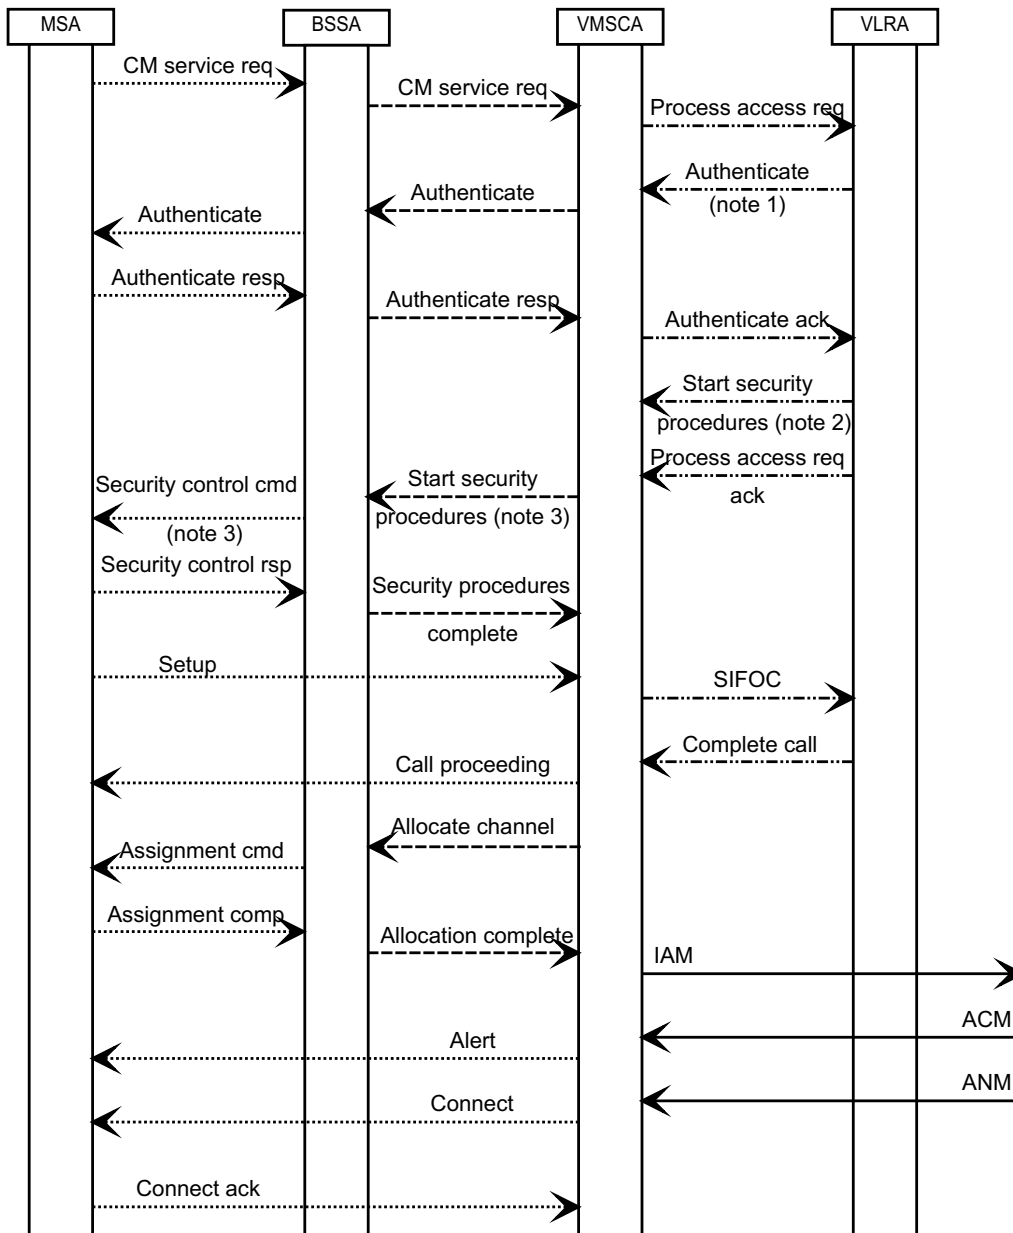 MSA
BSSA
VMSCA
VLRA
CM service req
CM service req
Process access req
Authenticate
(note 1)
Authenticate
Authenticate
Authenticate resp
Authenticate resp
Authenticate ack
Start security
procedures (note 2)
Process access req
ack
Start security
procedures (note 3)
Security control cmd
(note 3)
Security control rsp
Security procedures
complete
Setup
SIFOC
Complete call
Call proceeding
Allocate channel
Assignment cmd
Assignment comp
Allocation complete
IAM
ACM
Alert
ANM
Connect
Connect ack